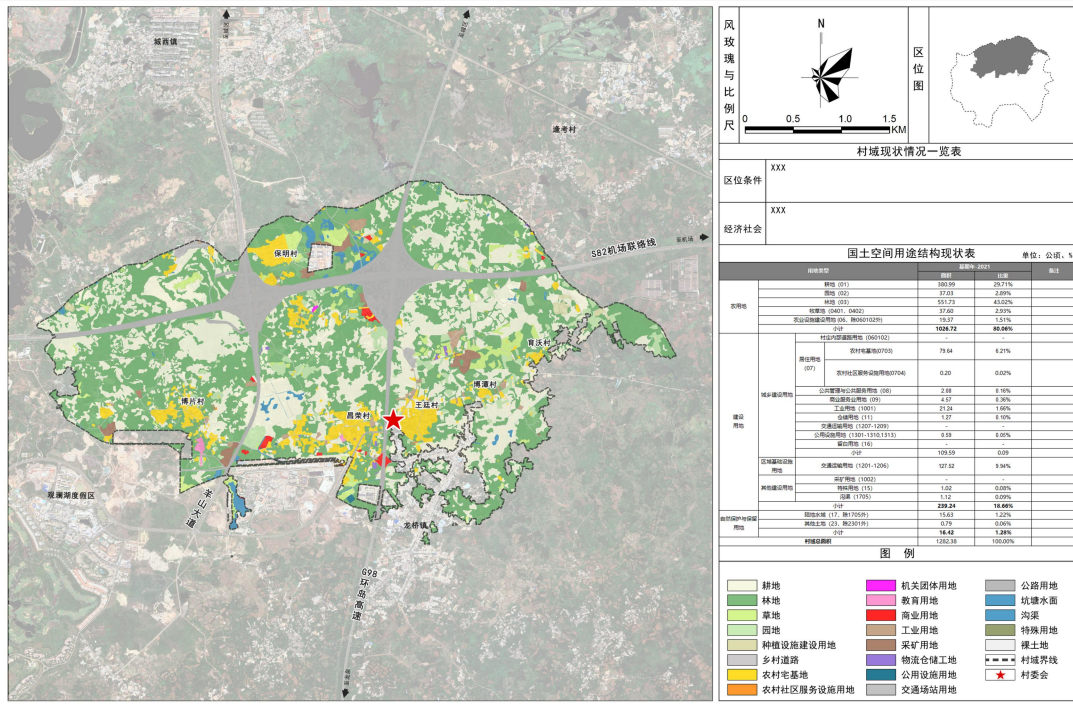 城西镇
濂考村
保明村
S82机场联络线
至机场
育沃村
博潭村
王廷村
昌荣村
博片村
观澜湖度假区
羊山大道
龙桥镇
G98环岛高速
风玫瑰与比例尺
N
0 0.5 1.0 1.5 KM
区位图
村域现状情况一览表
区位条件 XXX
经济社会 XXX
国土空间用途结构现状表 单位：公顷、%
用地类型 基期年-2021 备注
面积 比重
农用地 耕地（01） 380.99 29.71%
园地（02） 37.03 2.89%
林地（03） 551.73 43.02%
牧草地（0401、0402） 37.60 2.93%
农业设施建设用地（06，除060102外） 19.37 1.51%
小计 1026.72 80.06%
建设用地 城乡建设用地 村庄内部道路用地（060102） - -
居住用地（07） 农村宅基地(0703) 79.64 6.21%
农村社区服务设施用地(0704) 0.20 0.02%
公共管理与公共服务用地（08） 2.08 0.16%
商业服务业用地（09） 4.57 0.36%
工业用地（1001） 21.24 1.66%
仓储用地（11） 1.27 0.10%
交通运输用地（1207-1209） - -
公用设施用地（1301-1310,1313） 0.59 0.05%
留白用地（16） - -
小计 109.59 0.09
区域基础设施用地 交通运输用地（1201-1206） 127.52 9.94%
其他建设用地 采矿用地（1002） - -
特殊用地（15） 1.02 0.08%
沟渠（1705） 1.12 0.09%
小计 239.24 18.66%
自然保护与保留用地 陆地水域（17，除1705外） 15.63 1.22%
其他土地（23，除2301外） 0.79 0.06%
小计 16.42 1.28%
村域总面积 1282.38 100.00%
图 例
耕地 机关团体用地 公路用地
林地 教育用地 坑塘水面
草地 商业用地 沟渠
园地 工业用地 特殊用地
种植设施建设用地 采矿用地 裸土地
乡村道路 物流仓储工地 村域界线
农村宅基地 公用设施用地 村委会
农村社区服务设施用地 交通场站用地